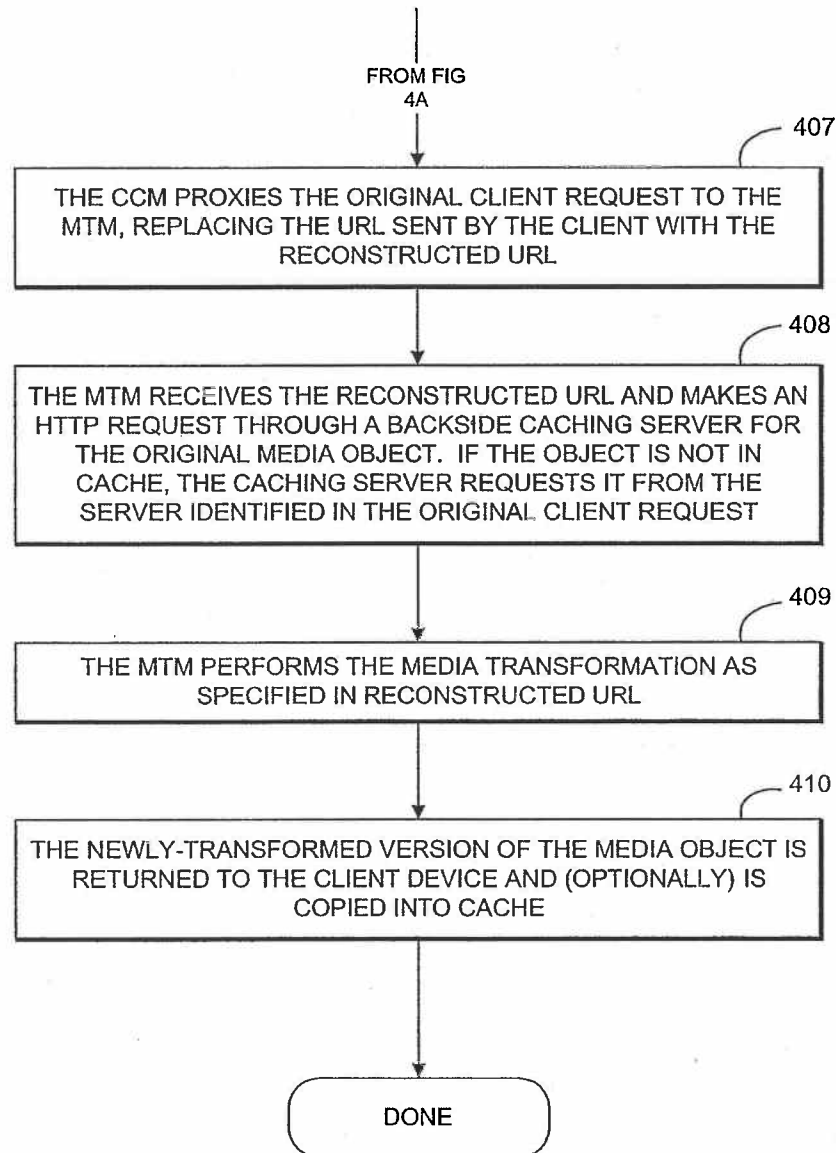 FROM FIG
4A
407
THE CCM PROXIES THE ORIGINAL CLIENT REQUEST TO THE
MTM, REPLACING THE URL SENT BY THE CLIENT WITH THE
RECONSTRUCTED URL
408
THE MTM RECEIVES THE RECONSTRUCTED URL AND MAKES AN
HTTP REQUEST THROUGH A BACKSIDE CACHING SERVER FOR
THE ORIGINAL MEDIA OBJECT. IF THE OBJECT IS NOT IN
CACHE, THE CACHING SERVER REQUESTS IT FROM THE
SERVER IDENTIFIED IN THE ORIGINAL CLIENT REQUEST
409
THE MTM PERFORMS THE MEDIA TRANSFORMATION AS
SPECIFIED IN RECONSTRUCTED URL
410
THE NEWLY-TRANSFORMED VERSION OF THE MEDIA OBJECT IS
RETURNED TO THE CLIENT DEVICE AND (OPTIONALLY) IS
COPIED INTO CACHE
DONE